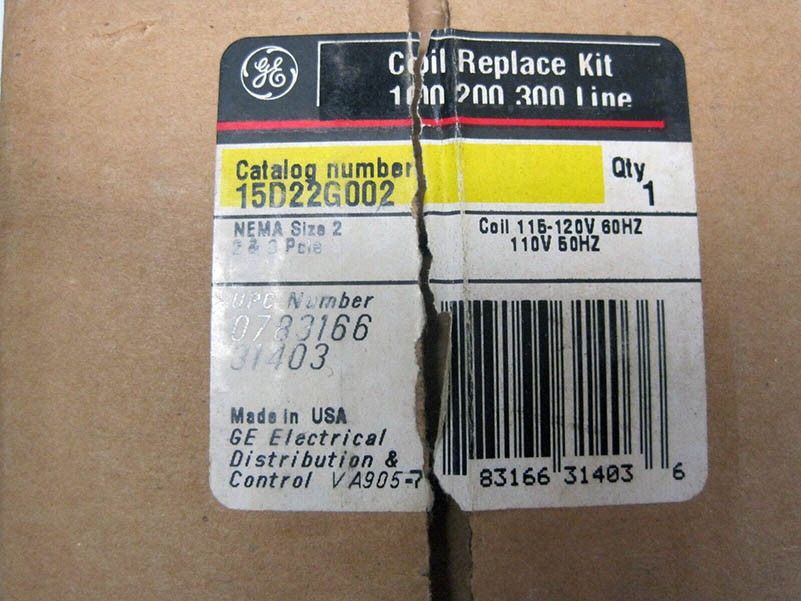 GE
Coil Replace Kit
100 200 300 Line
Catalog number
15D22G002
Qty
1
NEMA Size 2
2 & 3 Pole
Coil 115-120V 60HZ
110V 50HZ
UPC Number
0783166
31403
Made in USA
GE Electrical
Distribution &
Control VA905-7
83166 31403 6